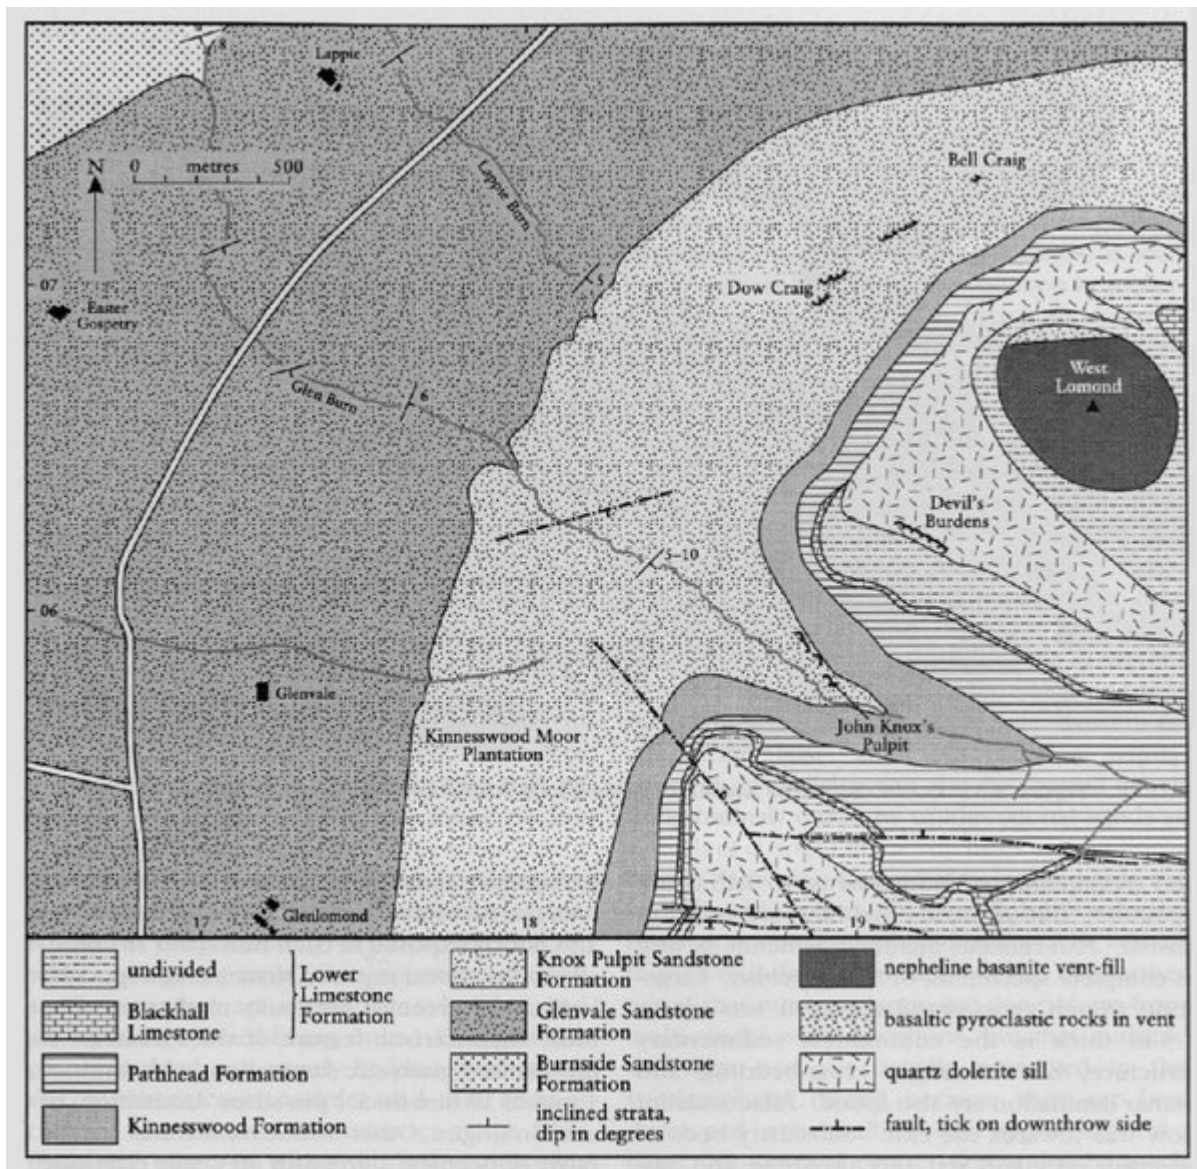 8
Lappie
N
0 metres 500
Bell Craig
Lappie Burn
07
5
Dow Craig
Easter
Gospetry
West
Lomond
Glen Burn
6
Devil's
Burdens
5–10
06
Glenvale
John Knox's
Pulpit
Kinnesswood Moor
Plantation
17
Glenlomond
18
19
undivided
Blackhall
Limestone
Lower
Limestone
Formation
Pathhead Formation
Kinnesswood Formation
Knox Pulpit Sandstone
Formation
Glenvale Sandstone
Formation
Burnside Sandstone
Formation
inclined strata,
dip in degrees
nepheline basanite vent-fill
basaltic pyroclastic rocks in vent
quartz dolerite sill
fault, tick on downthrow side